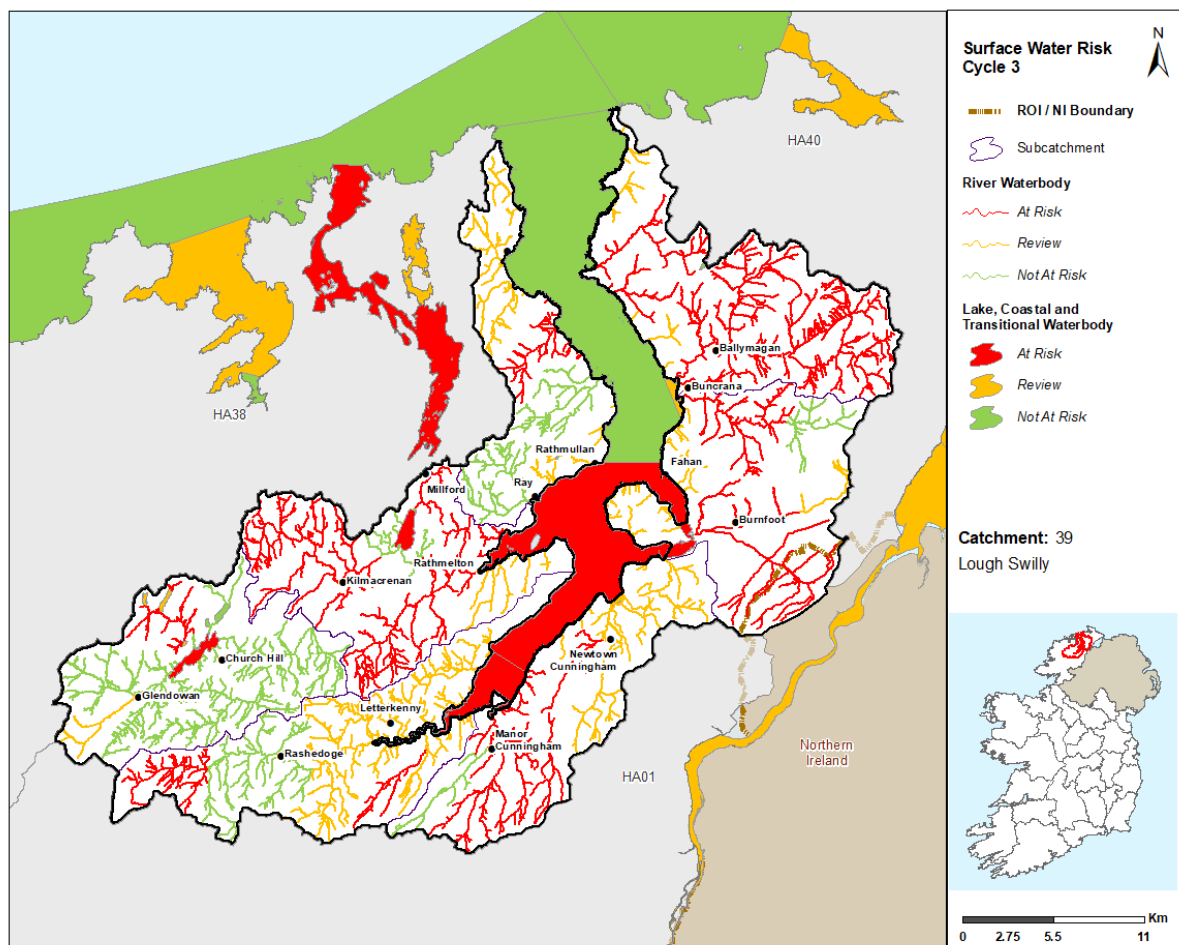 Surface Water Risk
Cycle 3
N
ROI / NI Boundary
Subcatchment
River Waterbody
At Risk
Review
Not At Risk
Lake, Coastal and
Transitional Waterbody
At Risk
Review
Not At Risk
Catchment: 39
Lough Swilly
Km
0 2.75 5.5 11
HA40
HA38
HA01
Northern
Ireland
Ballymagan
Buncrana
Rathmullan
Fahan
Millford
Ray
Burnfoot
Rathmelton
Kilmacrenan
Church Hill
Newtown
Cunningham
Glendowan
Letterkenny
Manor
Cunningham
Rashedoge